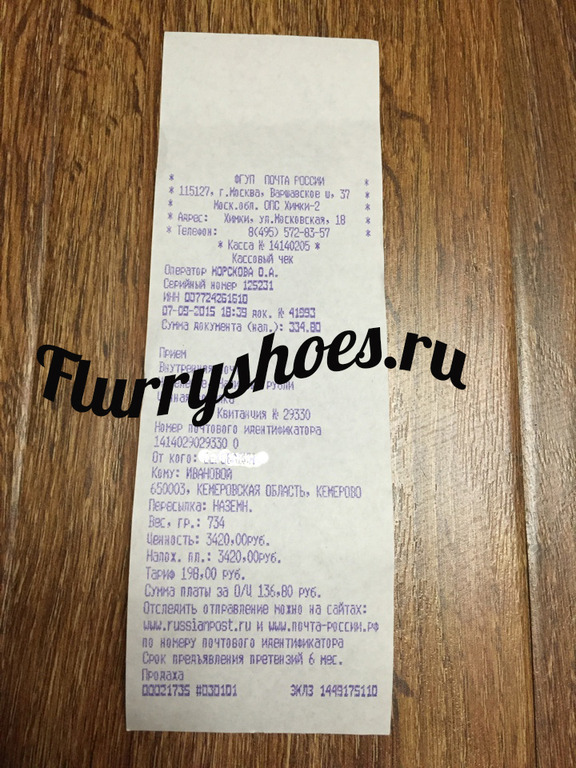 * ФГУП ПОЧТА РОССИИ *
* 115127, г.Москва, Варшавское ш, 37 *
* Моск.обл. ОПС Химки-2 *
* Адрес: Химки, ул.Московская, 18 *
* Телефон: 8(495) 572-83-57 *
* Касса № 14140205 *
Кассовый чек
Оператор МОРСКОВА О.А.
Серийный номер 125231
ИНН 007724261610
07-09-2015 18:39 док. № 41993
Сумма документа (нал.): 334.80
Flurryshoes.ru
Прием
Квитанция № 29330
Номер почтового идентификатора
1414029029330 0
От кого:
Кому: ИВАНОВОЙ
650003, КЕМЕРОВСКАЯ ОБЛАСТЬ, КЕМЕРОВО
Пересылка: НАЗЕМН.
Вес, гр.: 734
Ценность: 3420,00руб.
Налож. пл.: 3420,00руб.
Тариф 198,00 руб.
Сумма платы за О/Ц 136,80 руб.
Отследить отправление можно на сайтах:
www.russianpost.ru и www.почта-россии.рф
по номеру почтового идентификатора
Срок предъявления претензий 6 мес.
Продажа
00021735 #030101 ЭКЛЗ 1449175110